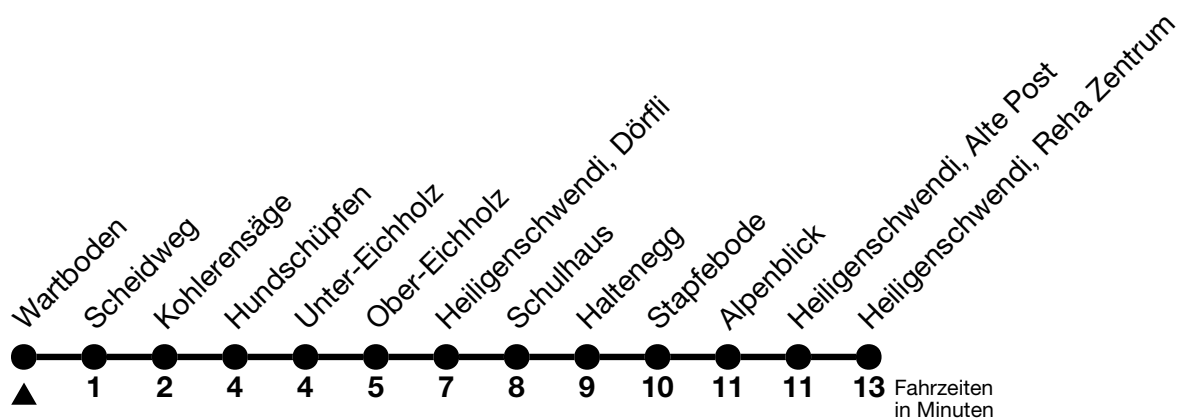 Wartboden
Scheidweg
Kohlerensäge
Hundschüpfen
Unter-Eichholz
Ober-Eichholz
Heiligenschwendi, Dörfli
Schulhaus
Haltenegg
Stapfebode
Alpenblick
Heiligenschwendi, Alte Post
Heiligenschwendi, Reha Zentrum
1 2 4 4 5 7 8 9 10 11 11 13 Fahrzeiten
in Minuten